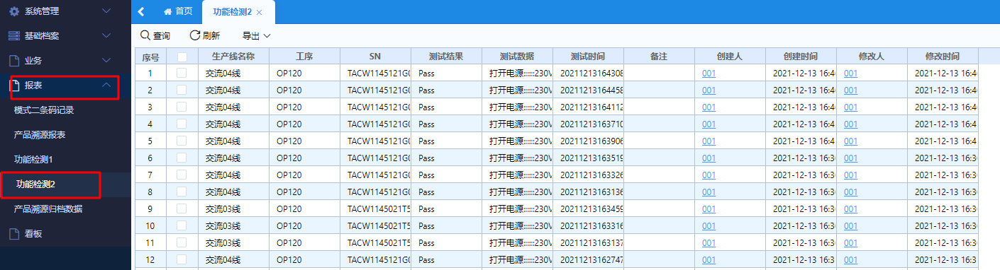 系统管理
基础档案
业务
报表
模式二条码记录
产品溯源报表
功能检测1
功能检测2
产品溯源归档数据
看板
首页 功能检测2
查询 刷新 导出
序号 生产线名称 工序 SN 测试结果 测试数据 测试时间 备注 创建人 创建时间 修改人 修改时间
1 交流04线 OP120 TACW1145121G0 Pass 打开电源::::::230V 20211213164308 001 2021-12-13 16:4 001 2021-12-13 16:4
2 交流04线 OP120 TACW1145121G0 Pass 打开电源::::::230V 20211213164458 001 2021-12-13 16:4 001 2021-12-13 16:4
3 交流04线 OP120 TACW1145121G0 Pass 打开电源::::::230V 20211213164112 001 2021-12-13 16:4 001 2021-12-13 16:4
4 交流04线 OP120 TACW1145121G0 Pass 打开电源::::::230V 20211213163710 001 2021-12-13 16:4 001 2021-12-13 16:4
5 交流04线 OP120 TACW1145121G0 Pass 打开电源::::::230V 20211213163906 001 2021-12-13 16:4 001 2021-12-13 16:4
6 交流04线 OP120 TACW1145121G0 Pass 打开电源::::::230V 20211213163519 001 2021-12-13 16:3 001 2021-12-13 16:3
7 交流04线 OP120 TACW1145121G0 Pass 打开电源::::::230V 20211213163326 001 2021-12-13 16:3 001 2021-12-13 16:3
8 交流04线 OP120 TACW1145121G0 Pass 打开电源::::::230V 20211213163136 001 2021-12-13 16:3 001 2021-12-13 16:3
9 交流03线 OP120 TACW1145021T5 Pass 打开电源::::::230V 20211213163459 001 2021-12-13 16:3 001 2021-12-13 16:3
10 交流03线 OP120 TACW1145021T5 Pass 打开电源::::::230V 20211213163316 001 2021-12-13 16:3 001 2021-12-13 16:3
11 交流03线 OP120 TACW1145021T5 Pass 打开电源::::::230V 20211213163137 001 2021-12-13 16:3 001 2021-12-13 16:3
12 交流04线 OP120 TACW1145121G0 Pass 打开电源::::::230V 20211213162747 001 2021-12-13 16:3 001 2021-12-13 16:3